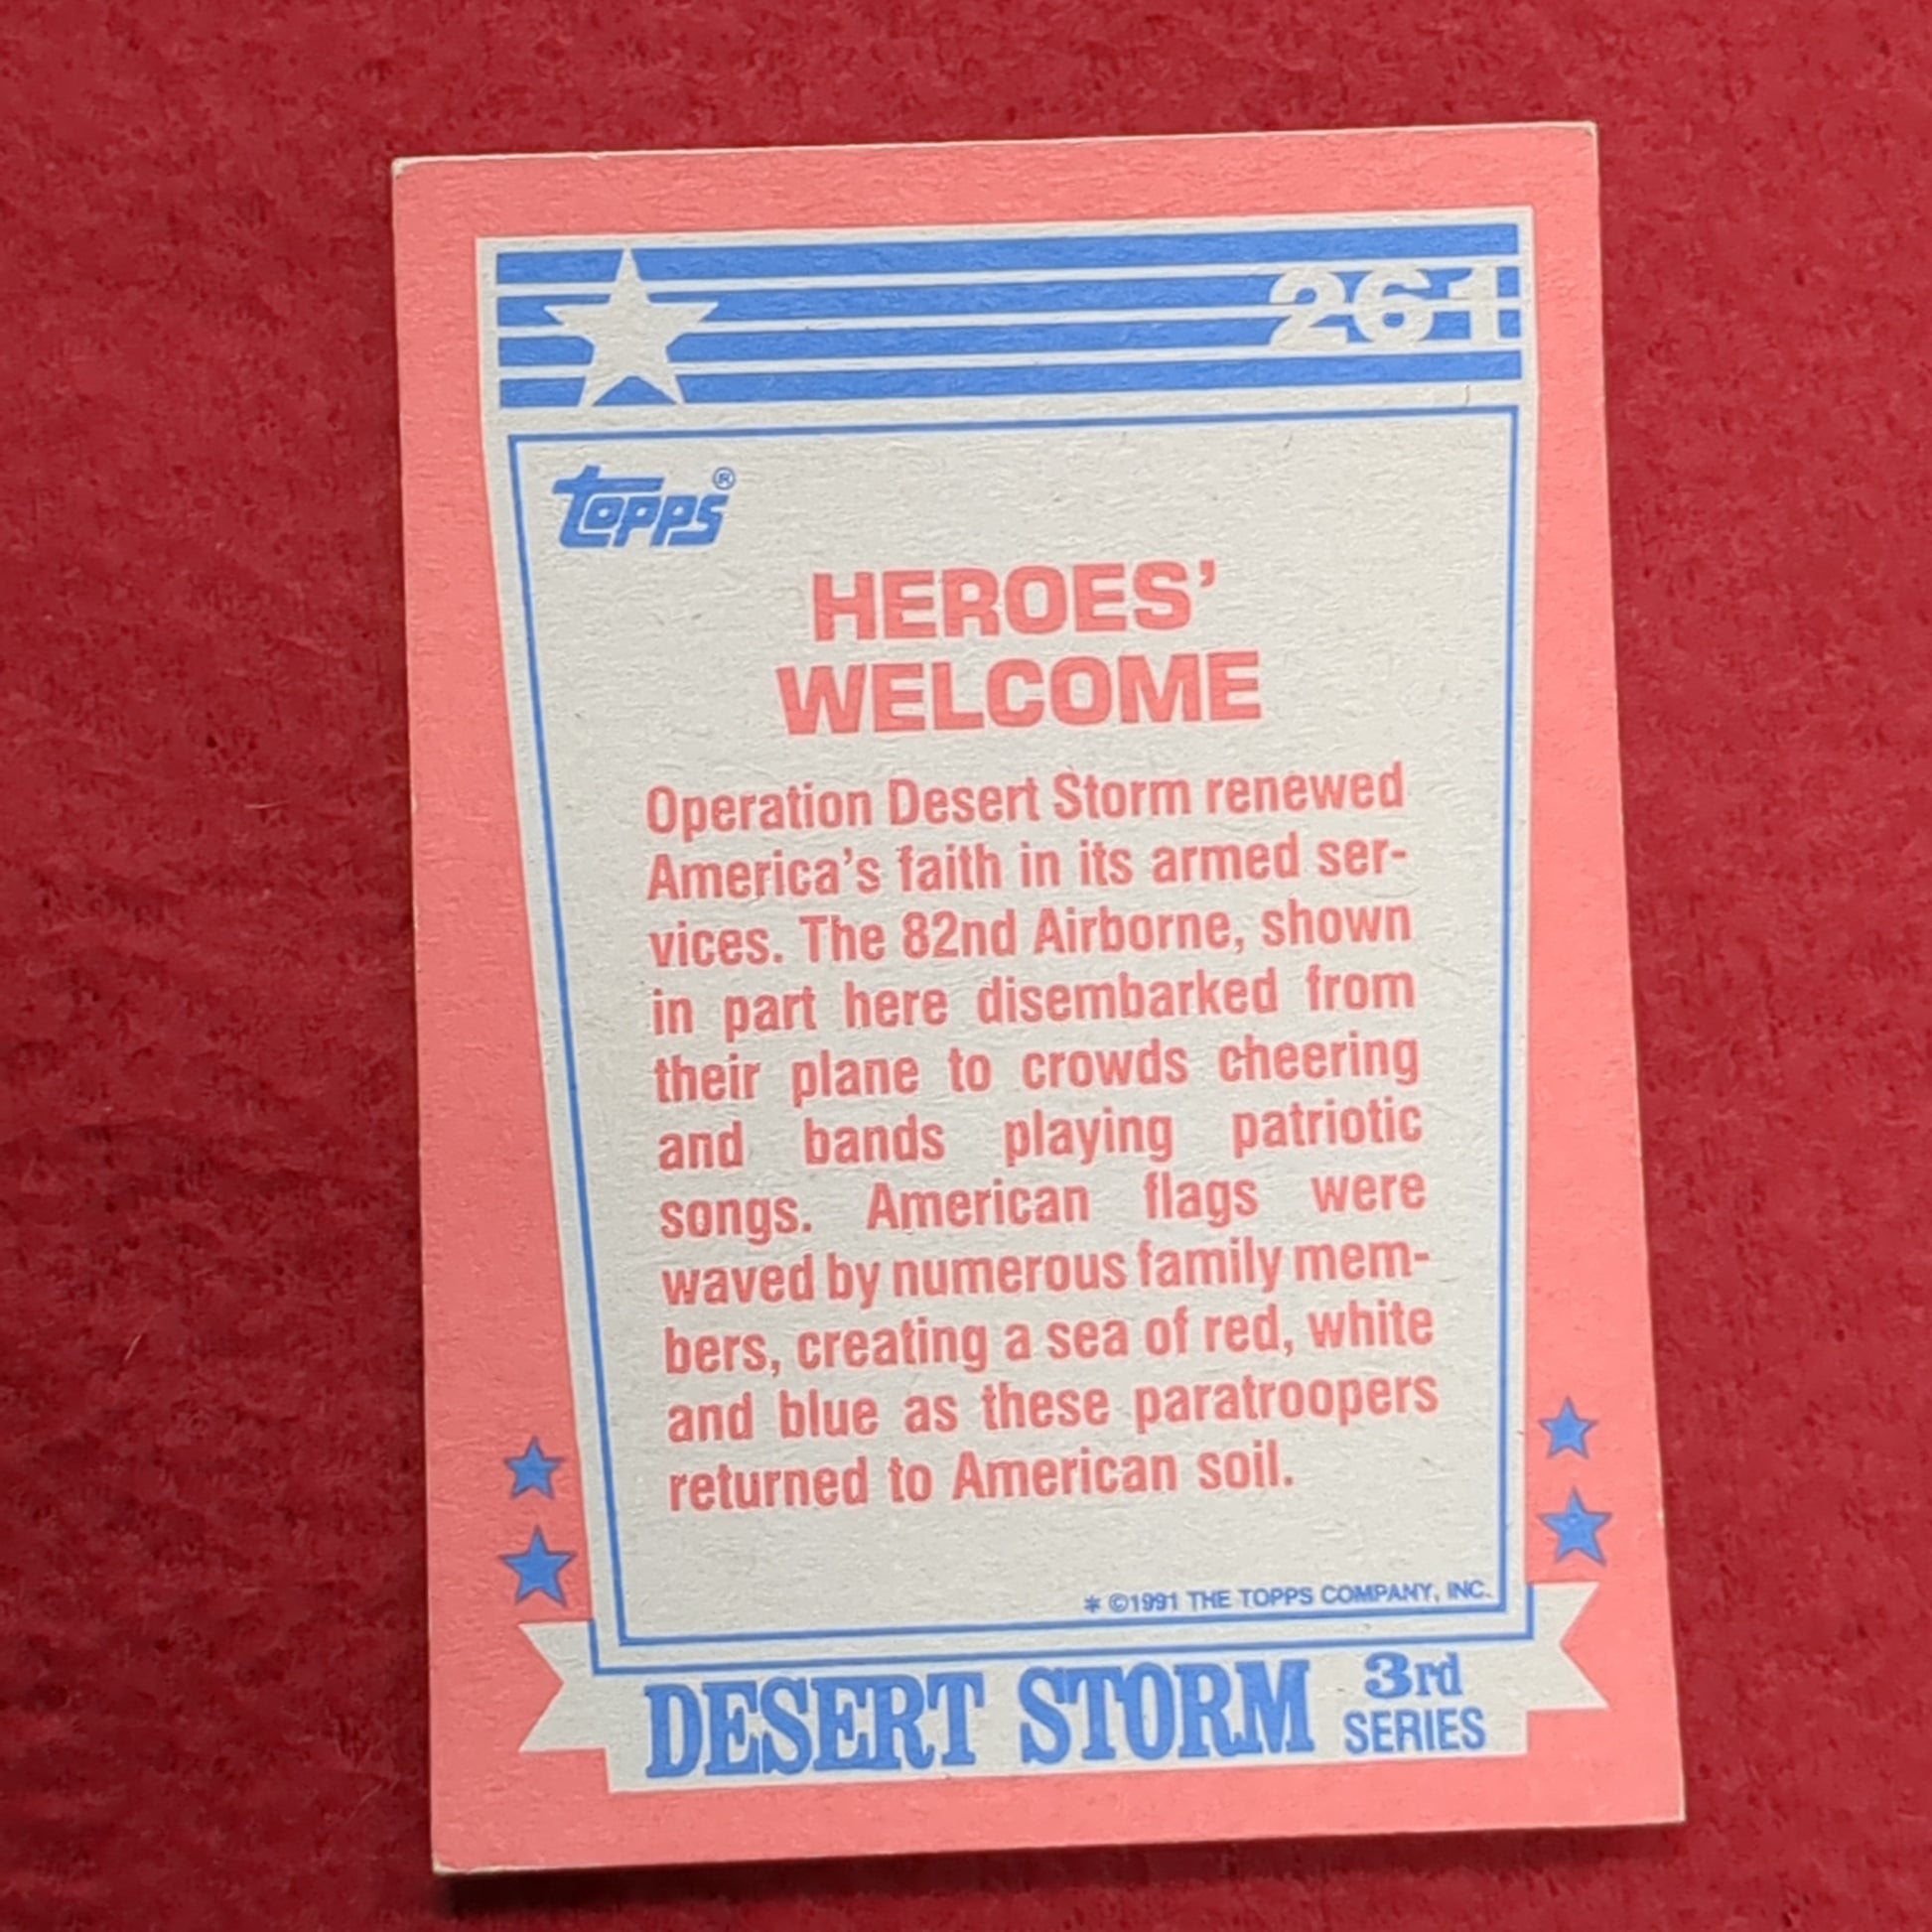 261
topps®
HEROES'
WELCOME
Operation Desert Storm renewed
America's faith in its armed ser-
vices. The 82nd Airborne, shown
in part here disembarked from
their plane to crowds cheering
and bands playing patriotic
songs. American flags were
waved by numerous family mem-
bers, creating a sea of red, white
and blue as these paratroopers
returned to American soil.
* ©1991 THE TOPPS COMPANY, INC.
DESERT STORM 3rd
SERIES